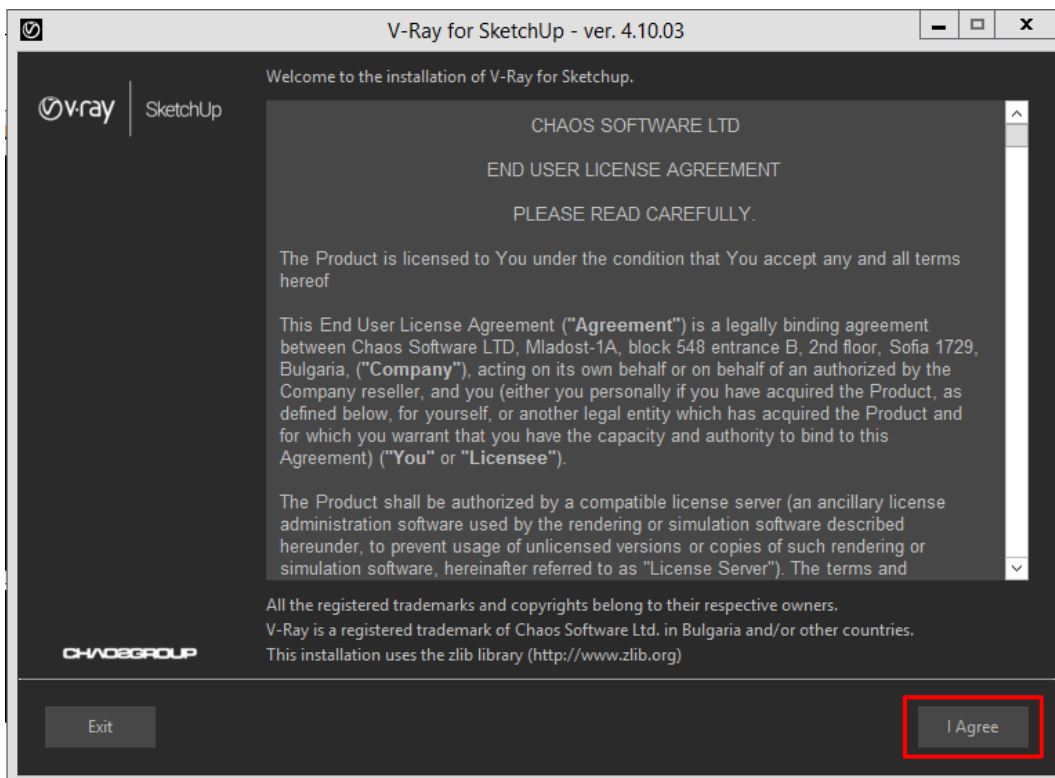 V-Ray for SketchUp - ver. 4.10.03
Welcome to the installation of V-Ray for Sketchup.
v·ray SketchUp
CHAOS SOFTWARE LTD
END USER LICENSE AGREEMENT
PLEASE READ CAREFULLY.
The Product is licensed to You under the condition that You accept any and all terms
hereof
This End User License Agreement ("Agreement") is a legally binding agreement
between Chaos Software LTD, Mladost-1A, block 548 entrance B, 2nd floor, Sofia 1729,
Bulgaria, ("Company"), acting on its own behalf or on behalf of an authorized by the
Company reseller, and you (either you personally if you have acquired the Product, as
defined below, for yourself, or another legal entity which has acquired the Product and
for which you warrant that you have the capacity and authority to bind to this
Agreement) ("You" or "Licensee").
The Product shall be authorized by a compatible license server (an ancillary license
administration software used by the rendering or simulation software described
hereunder, to prevent usage of unlicensed versions or copies of such rendering or
simulation software, hereinafter referred to as "License Server"). The terms and
All the registered trademarks and copyrights belong to their respective owners.
V-Ray is a registered trademark of Chaos Software Ltd. in Bulgaria and/or other countries.
CHAOSGROUP
This installation uses the zlib library (http://www.zlib.org)
Exit
I Agree